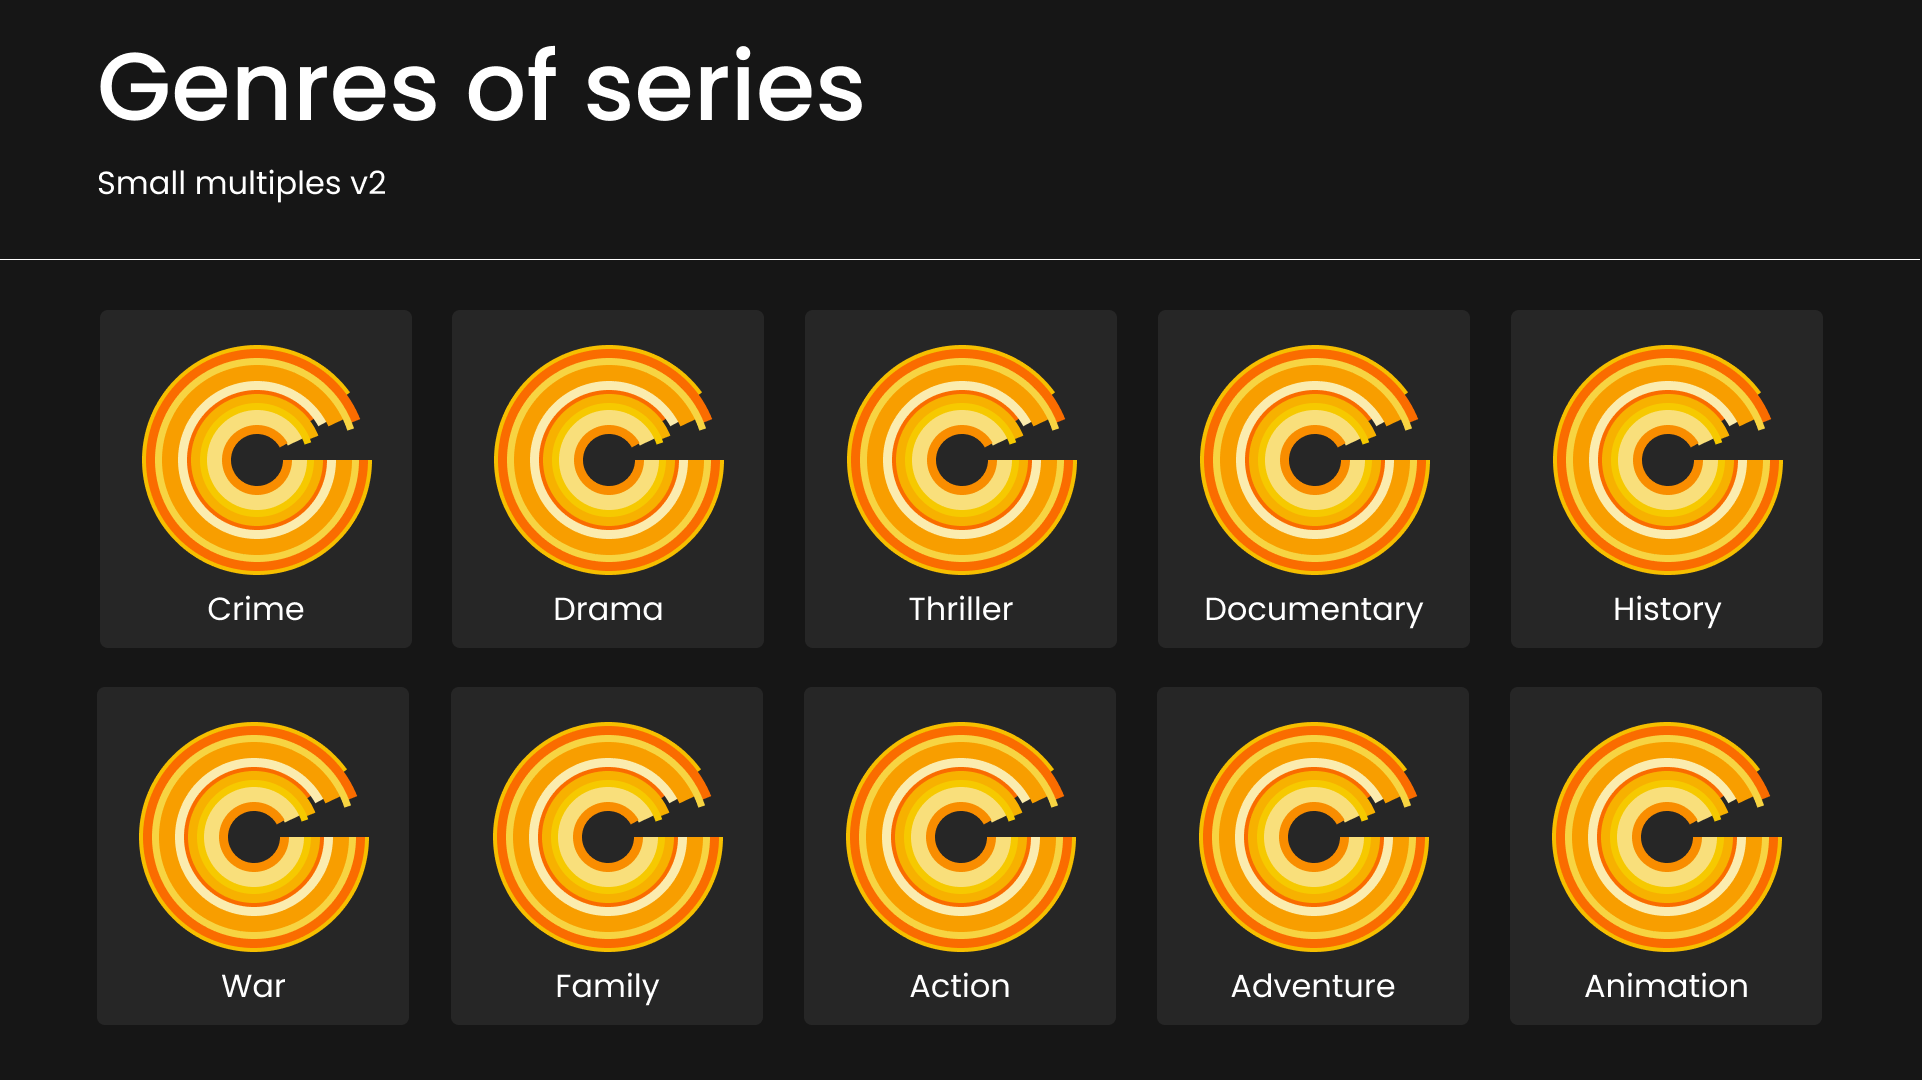 Genres of series
Small multiples v2
Crime
Drama
Thriller
Documentary
History
War
Family
Action
Adventure
Animation